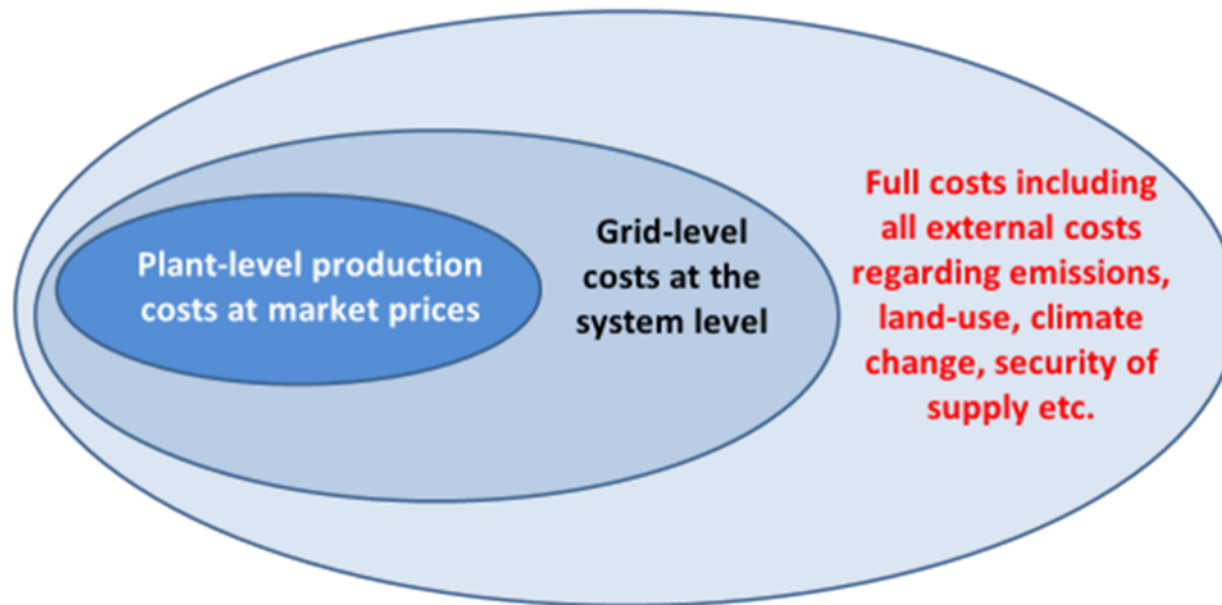 Plant-level production
costs at market prices
Grid-level
costs at the
system level
Full costs including
all external costs
regarding emissions,
land-use, climate
change, security of
supply etc.